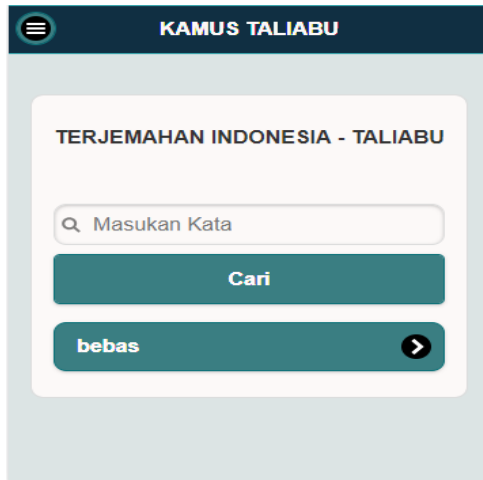 KAMUS TALIABU
TERJEMAHAN INDONESIA - TALIABU
Masukan Kata
Cari
bebas